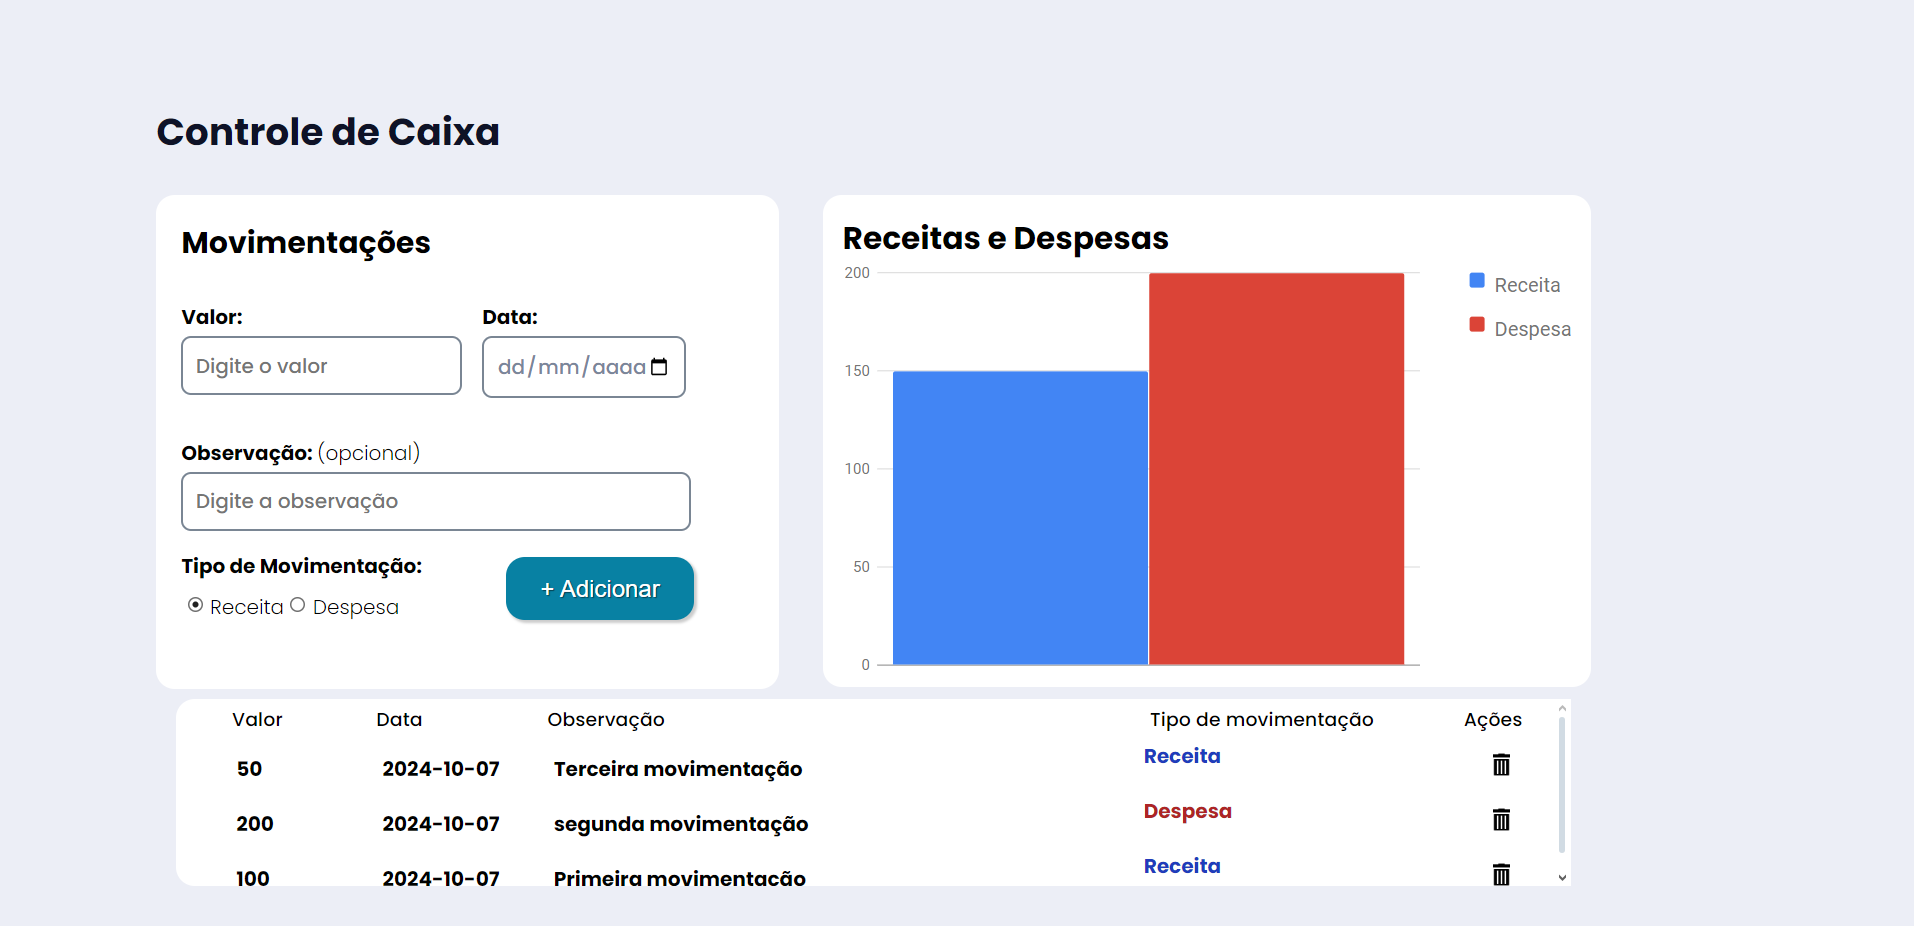 Controle de Caixa
Movimentações
Valor:
Data:
Digite o valor
dd/mm/aaaa
Observação: (opcional)
Digite a observação
Tipo de Movimentação:
Receita
Despesa
+ Adicionar
Receitas e Despesas
200
150
100
50
0
Receita
Despesa
Valor Data Observação Tipo de movimentação Ações
50 2024-10-07 Terceira movimentação Receita
200 2024-10-07 segunda movimentação Despesa
100 2024-10-07 Primeira movimentação Receita